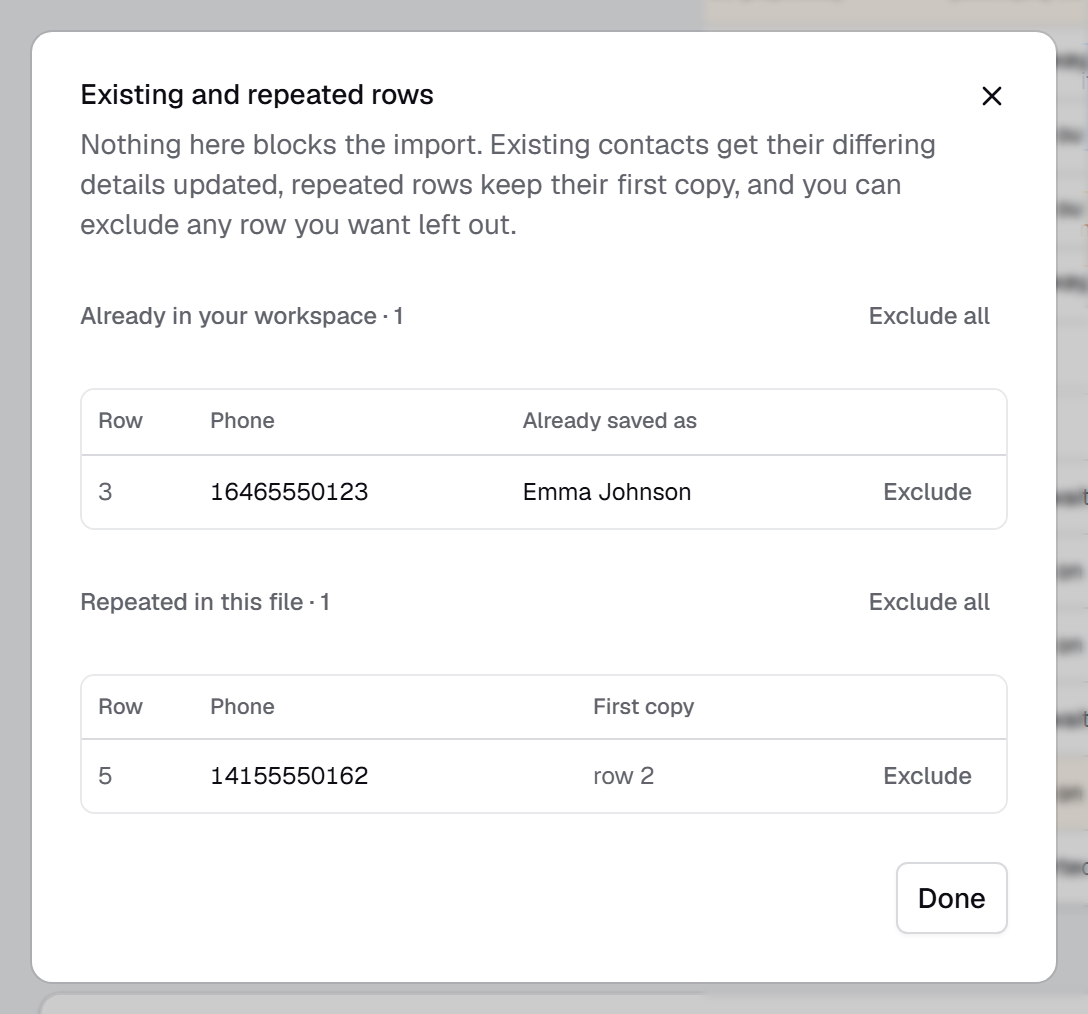 Existing and repeated rows
Nothing here blocks the import. Existing contacts get their differing
details updated, repeated rows keep their first copy, and you can
exclude any row you want left out.
Already in your workspace · 1 Exclude all
Row Phone Already saved as
3 16465550123 Emma Johnson Exclude
Repeated in this file · 1 Exclude all
Row Phone First copy
5 14155550162 row 2 Exclude
Done